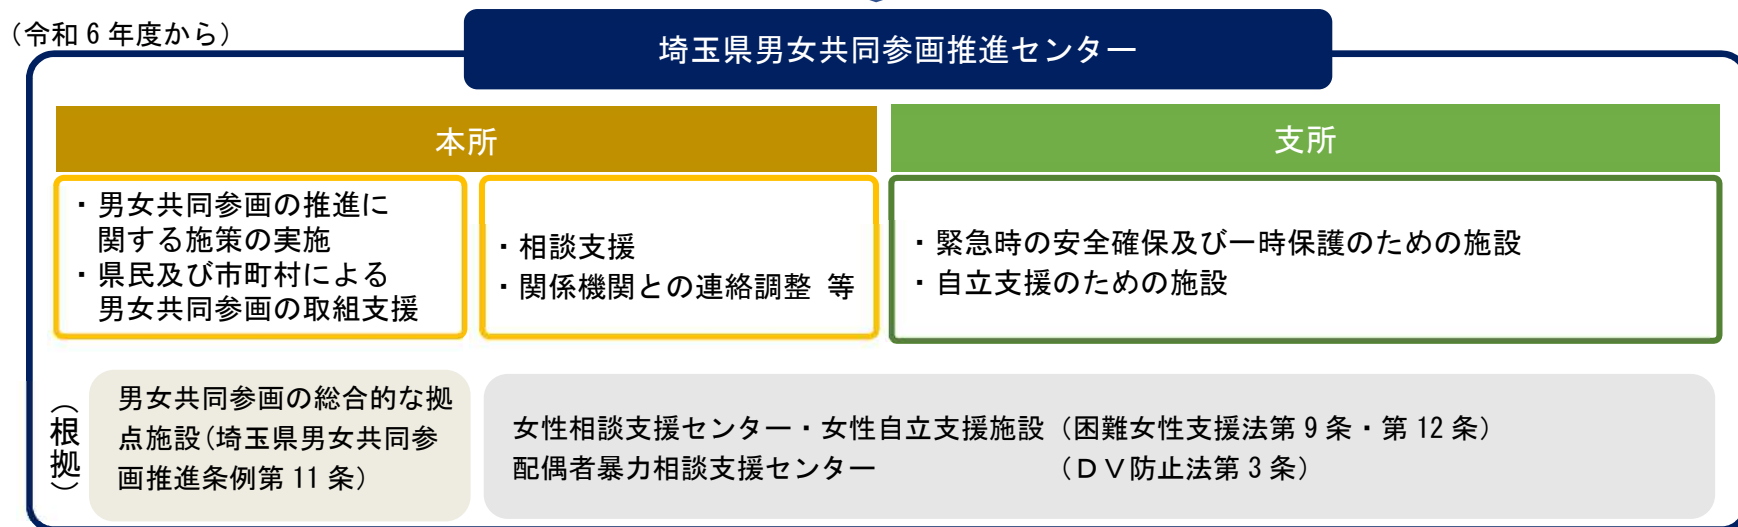 （令和６年度から）
埼玉県男女共同参画推進センター
本所
支所
・男女共同参画の推進に
関する施策の実施
・県民及び市町村による
男女共同参画の取組支援
・相談支援
・関係機関との連絡調整 等
・緊急時の安全確保及び一時保護のための施設
・自立支援のための施設
（根拠）
男女共同参画の総合的な拠
点施設（埼玉県男女共同参
画推進条例第 11 条）
女性相談支援センター・女性自立支援施設（困難女性支援法第９条・第 12 条）
配偶者暴力相談支援センター　　　　　　（ＤＶ防止法第３条）